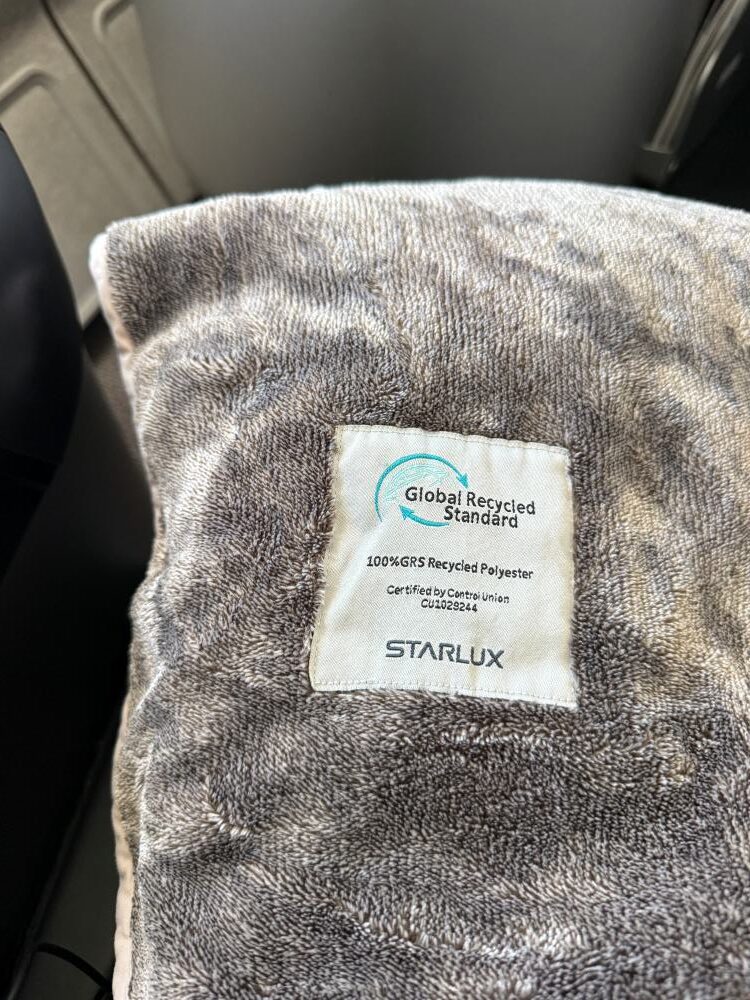 Global Recycled
Standard
100%GRS Recycled Polyester
Certified by Control Union
CU1029244
STARLUX